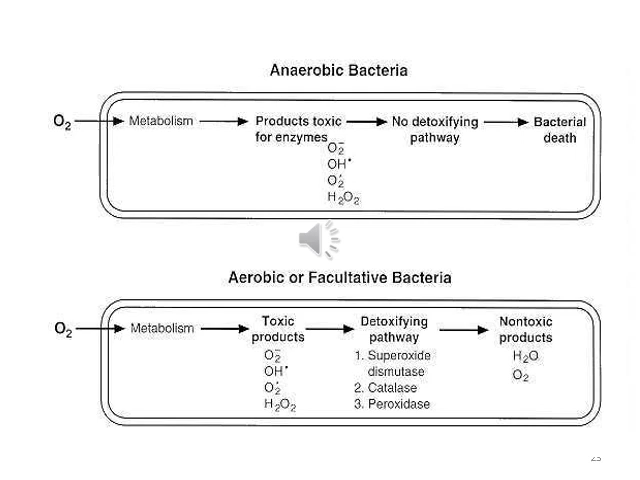 Anaerobic Bacteria
O₂ Metabolism Products toxic No detoxifying Bacterial
for enzymes pathway death
O₂⁻
OH•
O₂•
H₂O₂
Aerobic or Facultative Bacteria
O₂ Metabolism Toxic Detoxifying Nontoxic
products pathway products
O₂⁻ 1. Superoxide H₂O
OH• dismutase O₂
O₂• 2. Catalase
H₂O₂ 3. Peroxidase